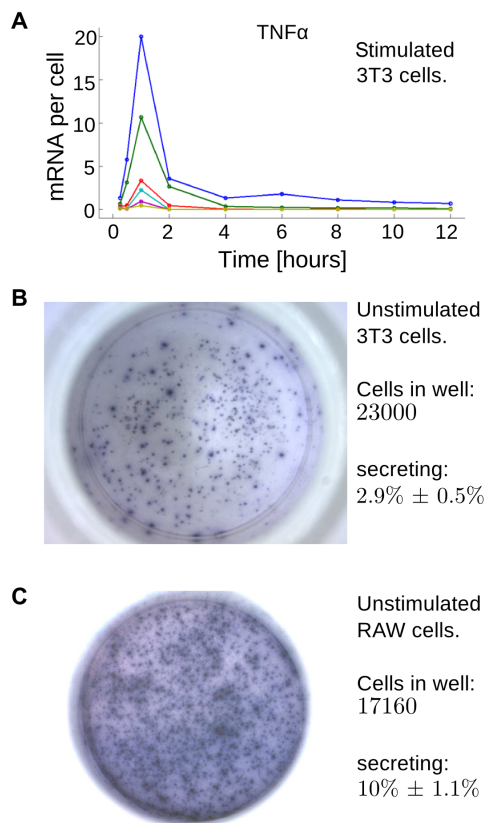 A
TNFα
Stimulated
3T3 cells.
mRNA per cell
20
15
10
5
0
0 2 4 6 8 10 12
Time [hours]
B
Unstimulated
3T3 cells.
Cells in well:
23000
secreting:
2.9% ± 0.5%
C
Unstimulated
RAW cells.
Cells in well:
17160
secreting:
10% ± 1.1%